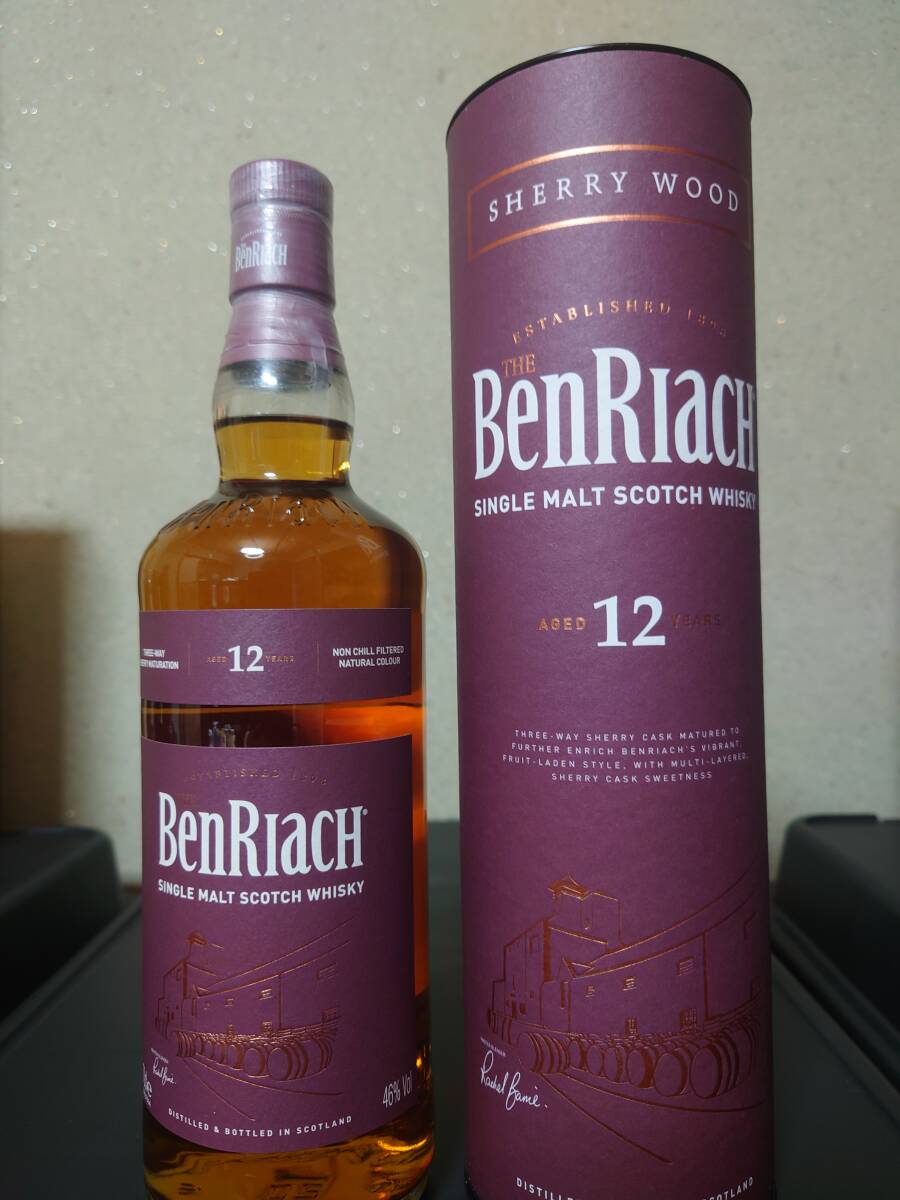 BENRIACH
THREE-WAY
AGED 12 YEARS
NON CHILL FILTERED
NATURAL COLOUR
ESTABLISHED 1898
BENRIACH
SINGLE MALT SCOTCH WHISKY
Rachel Barrie.
46% Vol
DISTILLED & BOTTLED IN SCOTLAND
SHERRY WOOD
ESTABLISHED 1898
THE
BENRIACH
SINGLE MALT SCOTCH WHISKY
AGED 12 YEARS
THREE-WAY SHERRY CASK MATURED TO
FURTHER ENRICH BENRIACH'S VIBRANT,
FRUIT-LADEN STYLE, WITH MULTI-LAYERED,
SHERRY CASK SWEETNESS
Rachel Barrie.
SCOTLAND